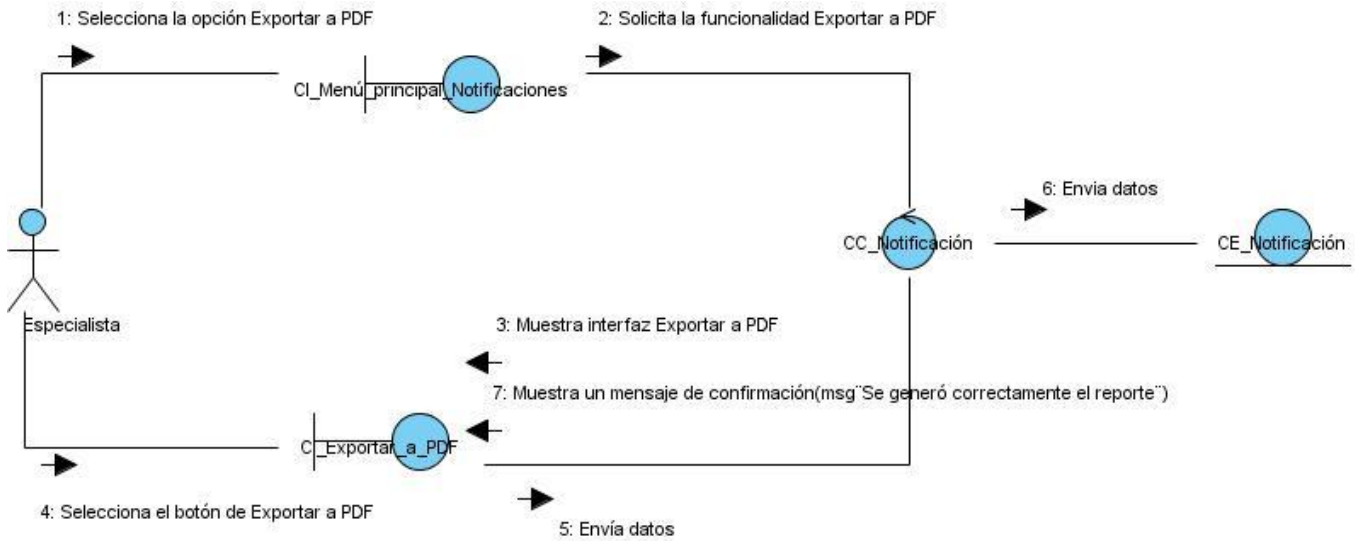 1: Selecciona la opción Exportar a PDF
2: Solicita la funcionalidad Exportar a PDF
CI_Menú_principal_Notificaciones
6: Envia datos
CC_Notificación
CE_Notificación
Especialista
3: Muestra interfaz Exportar a PDF
7: Muestra un mensaje de confirmación(msg¨Se generó correctamente el reporte¨)
CI_Exportar_a_PDF
4: Selecciona el botón de Exportar a PDF
5: Envía datos